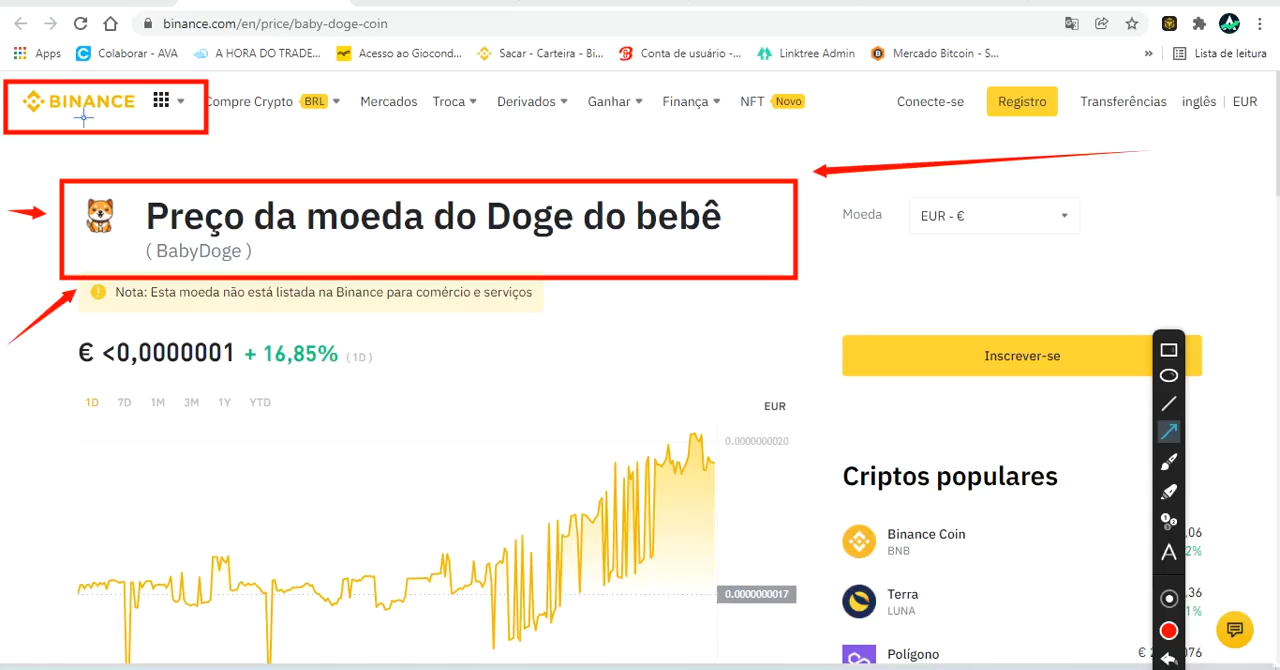 binance.com/en/price/baby-doge-coin
Apps Colaborar - AVA A HORA DO TRADE... Acesso ao Giocond... Sacar - Carteira - Bi... Conta de usuário -... Linktree Admin Mercado Bitcoin - S... » Lista de leitura
BINANCE Compre Crypto BRL Mercados Troca Derivados Ganhar Finança NFT Novo Conecte-se Registro Transferências inglês | EUR
Preço da moeda do Doge do bebê
( BabyDoge )
Moeda EUR - €
Nota: Esta moeda não está listada na Binance para comércio e serviços
€ <0,0000001 + 16,85% ( 1D )
Inscrever-se
1D 7D 1M 3M 1Y YTD
EUR
0.0000000020
0.0000000017
Criptos populares
Binance Coin
BNB
Terra
LUNA
Polígono
A